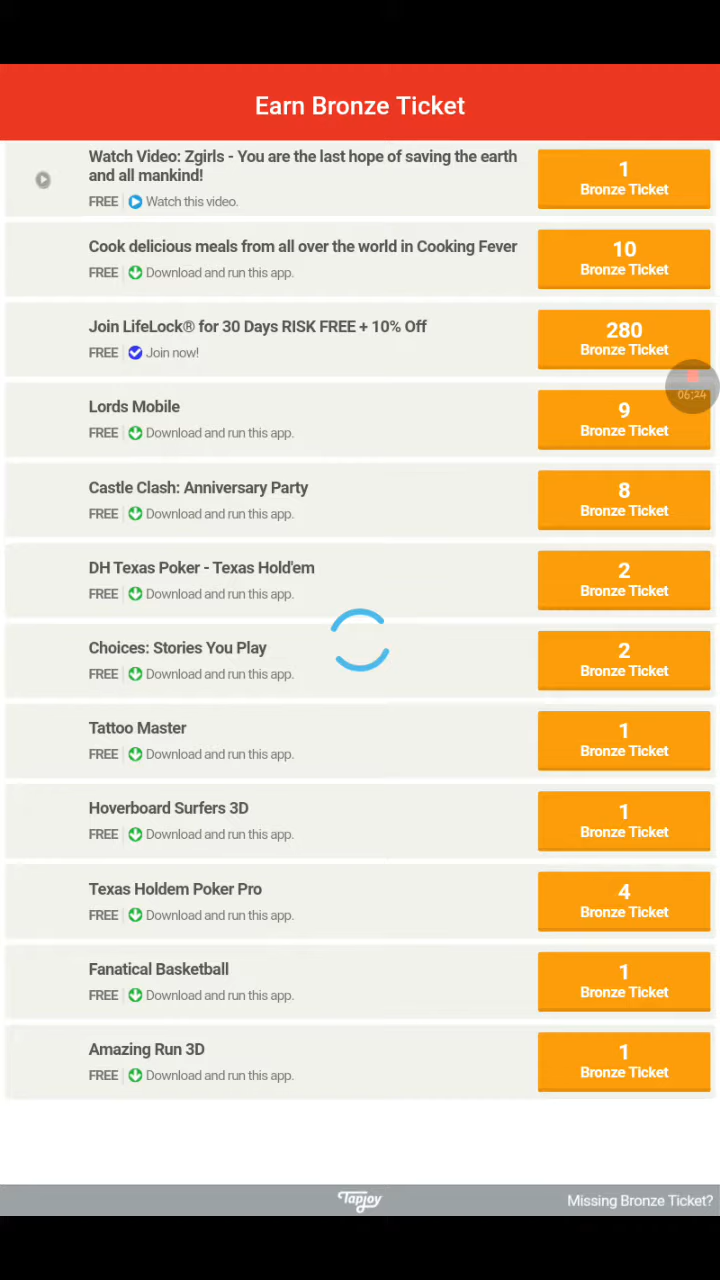 Earn Bronze Ticket
Watch Video: Zgirls - You are the last hope of saving the earth
and all mankind!
FREE Watch this video.
1
Bronze Ticket
Cook delicious meals from all over the world in Cooking Fever
FREE Download and run this app.
10
Bronze Ticket
Join LifeLock® for 30 Days RISK FREE + 10% Off
FREE Join now!
280
Bronze Ticket
06:24
Lords Mobile
FREE Download and run this app.
9
Bronze Ticket
Castle Clash: Anniversary Party
FREE Download and run this app.
8
Bronze Ticket
DH Texas Poker - Texas Hold'em
FREE Download and run this app.
2
Bronze Ticket
Choices: Stories You Play
FREE Download and run this app.
2
Bronze Ticket
Tattoo Master
FREE Download and run this app.
1
Bronze Ticket
Hoverboard Surfers 3D
FREE Download and run this app.
1
Bronze Ticket
Texas Holdem Poker Pro
FREE Download and run this app.
4
Bronze Ticket
Fanatical Basketball
FREE Download and run this app.
1
Bronze Ticket
Amazing Run 3D
FREE Download and run this app.
1
Bronze Ticket
Tapjoy
Missing Bronze Ticket?